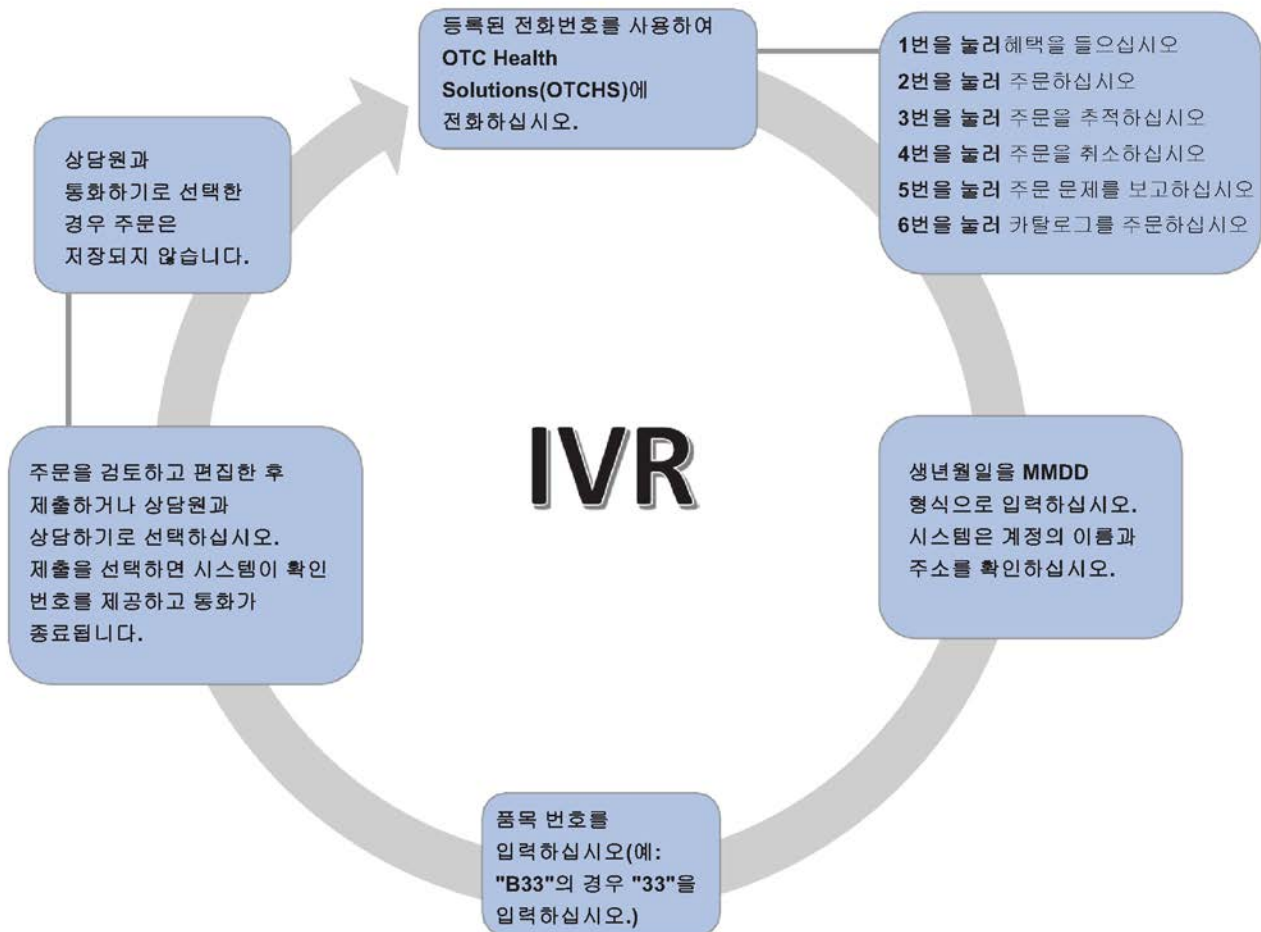 등록된 전화번호를 사용하여
OTC Health
Solutions(OTCHS)에
전화하십시오.
1번을 눌러혜택을 들으십시오
2번을 눌러 주문하십시오
3번을 눌러 주문을 추적하십시오
4번을 눌러 주문을 취소하십시오
5번을 눌러 주문 문제를 보고하십시오
6번을 눌러 카탈로그를 주문하십시오
생년월일을 MMDD
형식으로 입력하십시오.
시스템은 계정의 이름과
주소를 확인하십시오.
품목 번호를
입력하십시오(예:
"B33"의 경우 "33"을
입력하십시오.)
주문을 검토하고 편집한 후
제출하거나 상담원과
상담하기로 선택하십시오.
제출을 선택하면 시스템이 확인
번호를 제공하고 통화가
종료됩니다.
상담원과
통화하기로 선택한
경우 주문은
저장되지 않습니다.
IVR